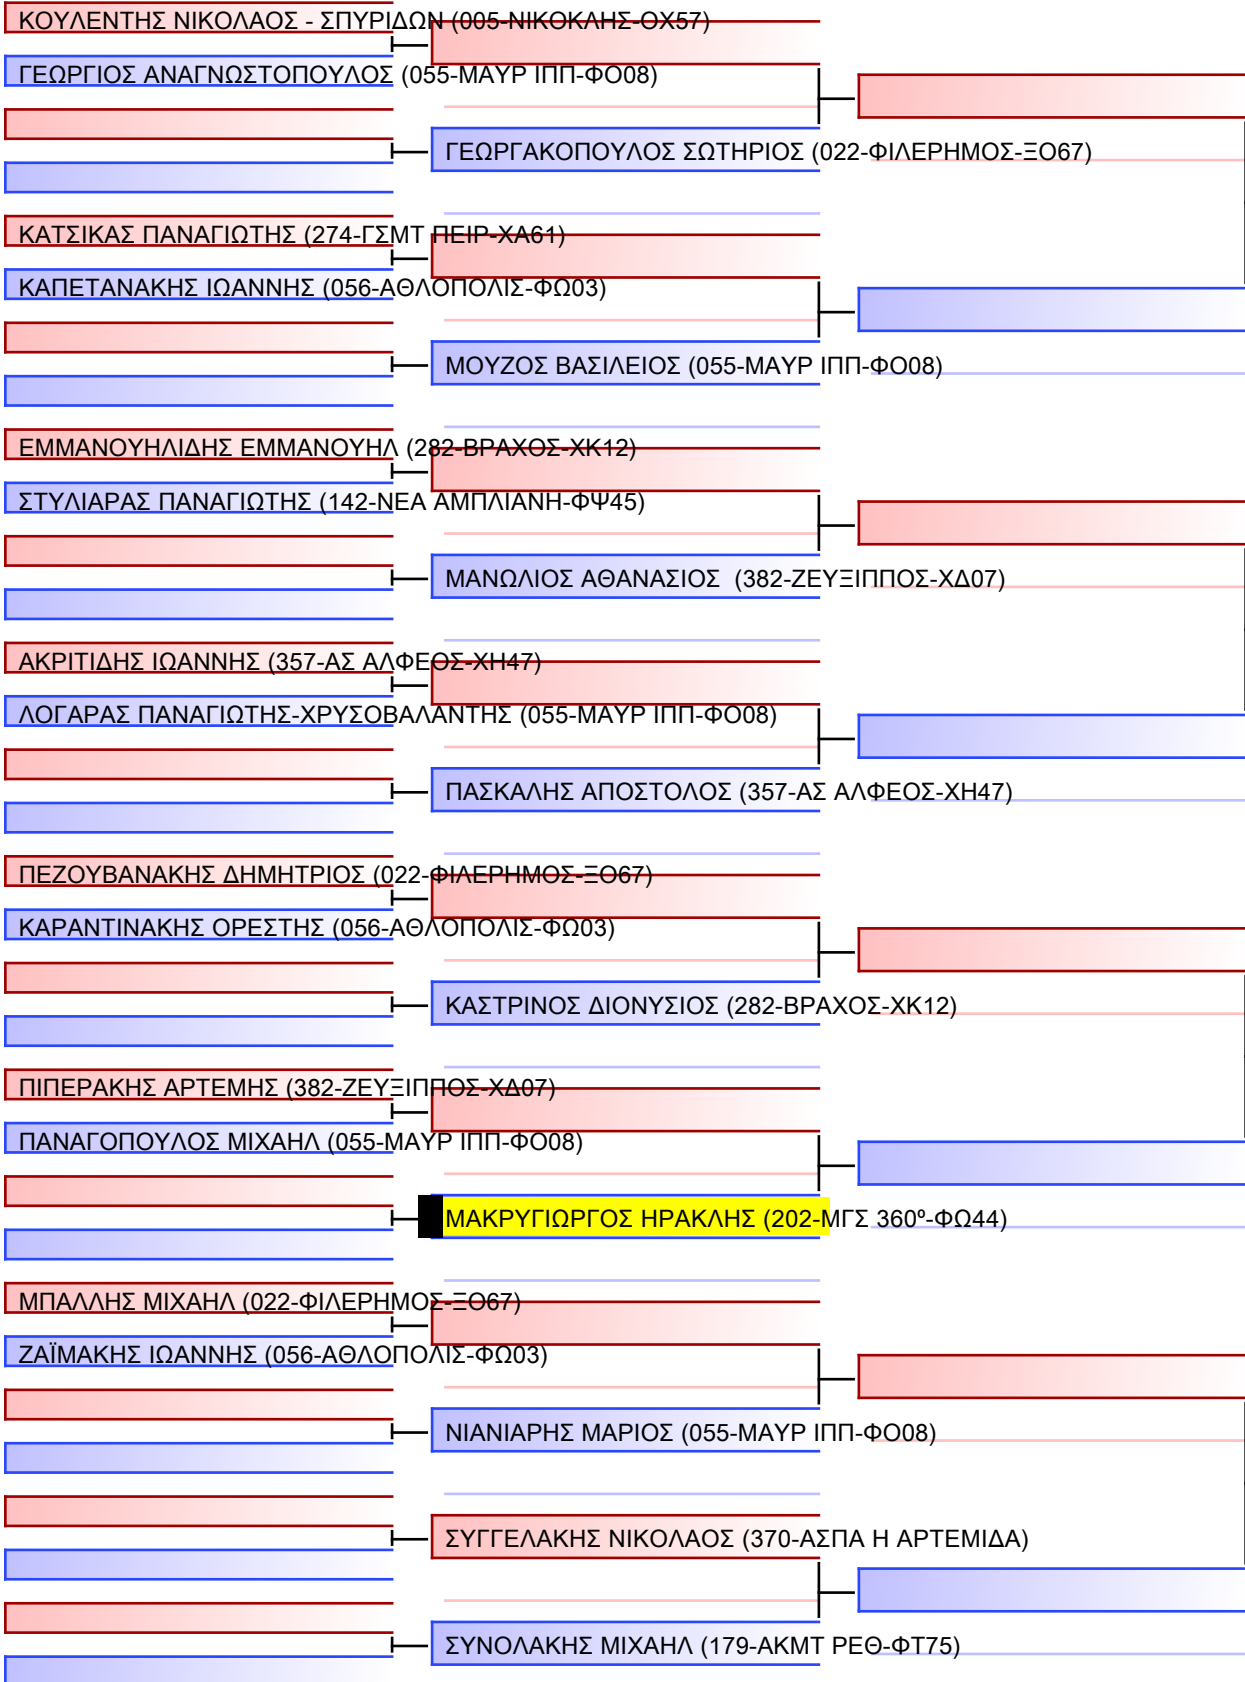 ΚΟΥΛΕΝΤΗΣ ΝΙΚΟΛΑΟΣ - ΣΠΥΡΙΔΩΝ (005-ΝΙΚΟΚΛΗΣ-ΟΧ57)
ΓΕΩΡΓΙΟΣ ΑΝΑΓΝΩΣΤΟΠΟΥΛΟΣ (055-ΜΑΥΡ ΙΠΠ-ΦΟ08)
ΓΕΩΡΓΑΚΟΠΟΥΛΟΣ ΣΩΤΗΡΙΟΣ (022-ΦΙΛΕΡΗΜΟΣ-ΞΟ67)
ΚΑΤΣΙΚΑΣ ΠΑΝΑΓΙΩΤΗΣ (274-ΓΣΜΤ ΠΕΙΡ-ΧΑ61)
ΚΑΠΕΤΑΝΑΚΗΣ ΙΩΑΝΝΗΣ (056-ΑΘΛΟΠΟΛΙΣ-ΦΩ03)
ΜΟΥΖΟΣ ΒΑΣΙΛΕΙΟΣ (055-ΜΑΥΡ ΙΠΠ-ΦΟ08)
ΕΜΜΑΝΟΥΗΛΙΔΗΣ ΕΜΜΑΝΟΥΗΛ (282-ΒΡΑΧΟΣ-ΧΚ12)
ΣΤΥΛΙΑΡΑΣ ΠΑΝΑΓΙΩΤΗΣ (142-ΝΕΑ ΑΜΠΛΙΑΝΗ-ΦΨ45)
ΜΑΝΩΛΙΟΣ ΑΘΑΝΑΣΙΟΣ (382-ΖΕΥΞΙΠΠΟΣ-ΧΔ07)
ΑΚΡΙΤΙΔΗΣ ΙΩΑΝΝΗΣ (357-ΑΣ ΑΛΦΕΟΣ-ΧΗ47)
ΛΟΓΑΡΑΣ ΠΑΝΑΓΙΩΤΗΣ-ΧΡΥΣΟΒΑΛΑΝΤΗΣ (055-ΜΑΥΡ ΙΠΠ-ΦΟ08)
ΠΑΣΚΑΛΗΣ ΑΠΟΣΤΟΛΟΣ (357-ΑΣ ΑΛΦΕΟΣ-ΧΗ47)
ΠΕΖΟΥΒΑΝΑΚΗΣ ΔΗΜΗΤΡΙΟΣ (022-ΦΙΛΕΡΗΜΟΣ-ΞΟ67)
ΚΑΡΑΝΤΙΝΑΚΗΣ ΟΡΕΣΤΗΣ (056-ΑΘΛΟΠΟΛΙΣ-ΦΩ03)
ΚΑΣΤΡΙΝΟΣ ΔΙΟΝΥΣΙΟΣ (282-ΒΡΑΧΟΣ-ΧΚ12)
ΠΙΠΕΡΑΚΗΣ ΑΡΤΕΜΗΣ (382-ΖΕΥΞΙΠΠΟΣ-ΧΔ07)
ΠΑΝΑΓΟΠΟΥΛΟΣ ΜΙΧΑΗΛ (055-ΜΑΥΡ ΙΠΠ-ΦΟ08)
ΜΑΚΡΥΓΙΩΡΓΟΣ ΗΡΑΚΛΗΣ (202-ΜΓΣ 360º-ΦΩ44)
ΜΠΑΛΛΗΣ ΜΙΧΑΗΛ (022-ΦΙΛΕΡΗΜΟΣ-ΞΟ67)
ΖΑΪΜΑΚΗΣ ΙΩΑΝΝΗΣ (056-ΑΘΛΟΠΟΛΙΣ-ΦΩ03)
ΝΙΑΝΙΑΡΗΣ ΜΑΡΙΟΣ (055-ΜΑΥΡ ΙΠΠ-ΦΟ08)
ΣΥΓΓΕΛΑΚΗΣ ΝΙΚΟΛΑΟΣ (370-ΑΣΠΑ Η ΑΡΤΕΜΙΔΑ)
ΣΥΝΟΛΑΚΗΣ ΜΙΧΑΗΛ (179-ΑΚΜΤ ΡΕΘ-ΦΤ75)